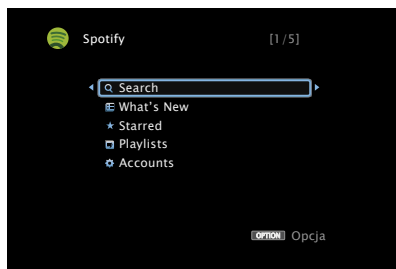 Spotify [1/5]
Search
What's New
Starred
Playlists
Accounts
OPTION Opcja